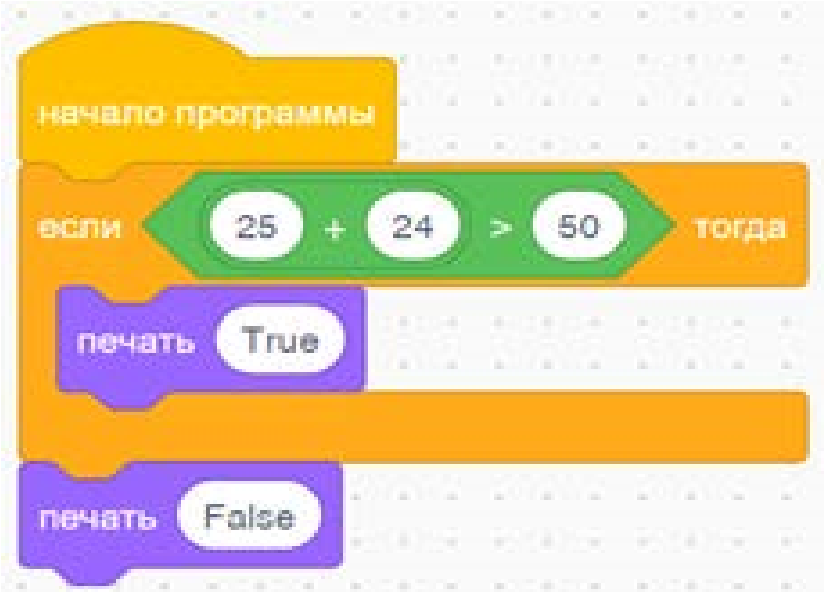 начало программы
если 25 + 24 > 50 тогда
печать True
печать False